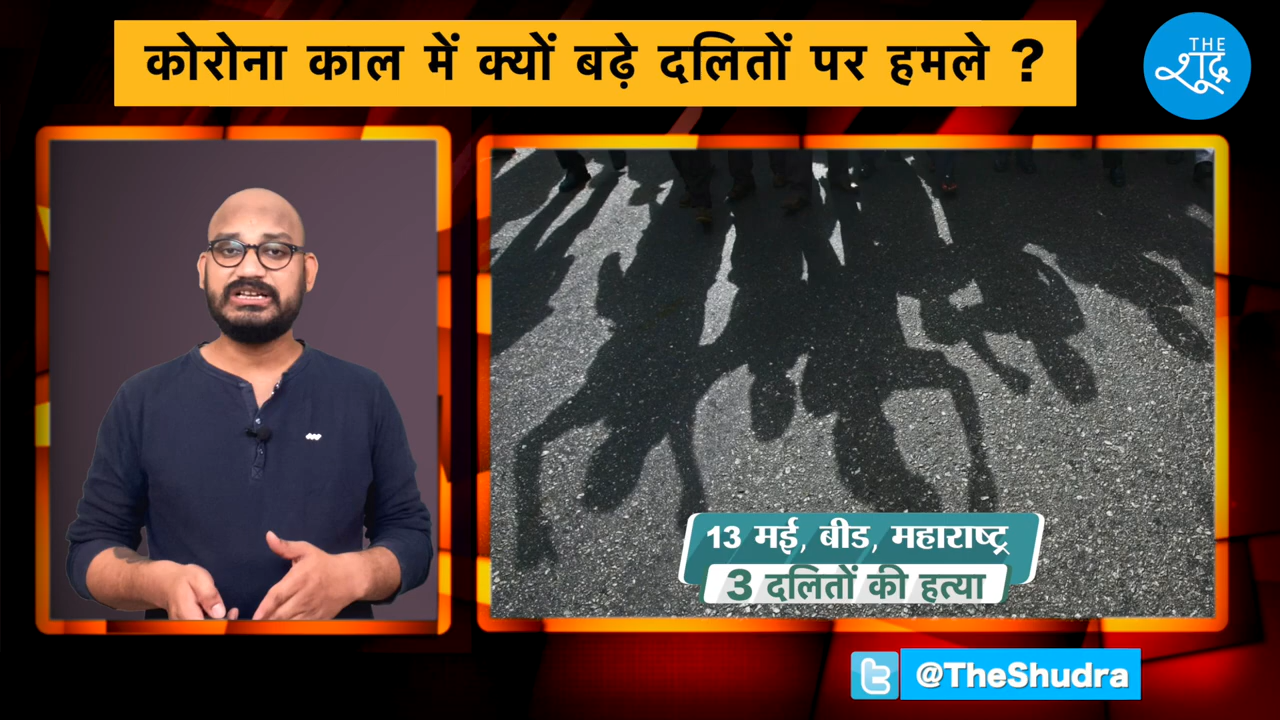 कोरोना काल में क्यों बढ़े दलितों पर हमले ?
THE
शूद्र
13 मई, बीड, महाराष्ट्र
3 दलितों की हत्या
@TheShudra